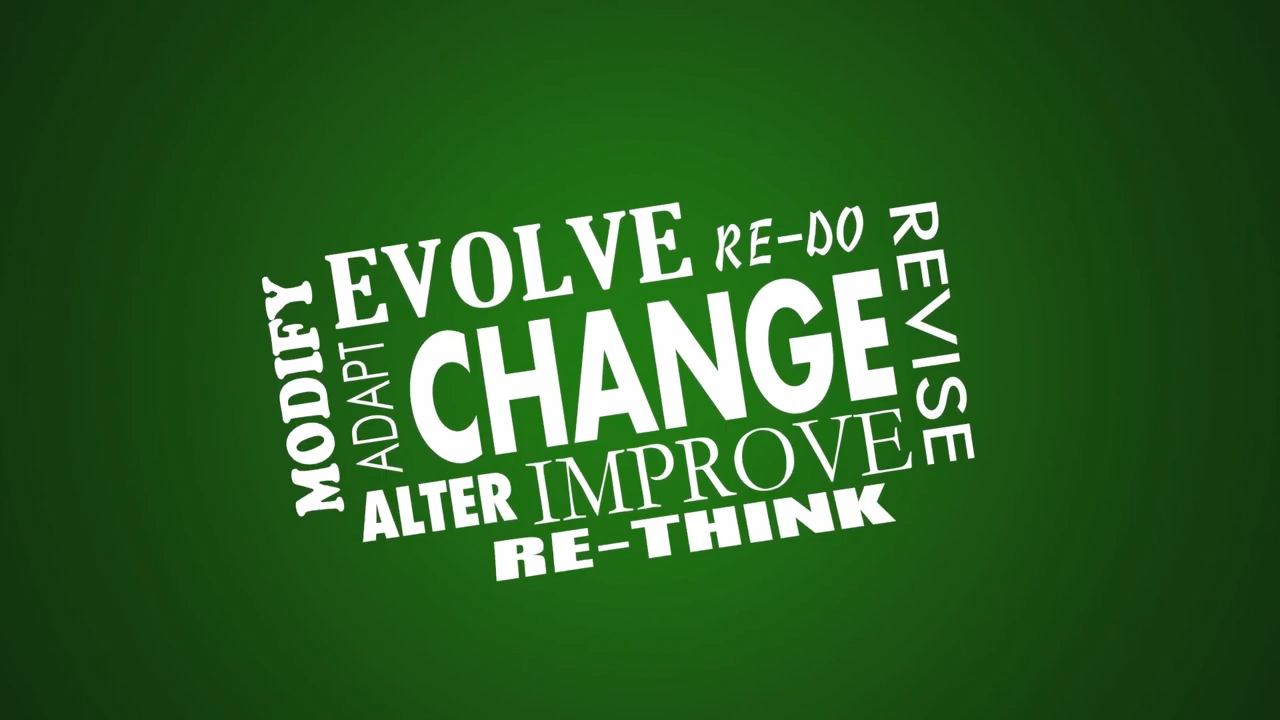 EVOLVE
RE-DO
REVISE
MODIFY
ADAPT
CHANGE
ALTER
IMPROVE
RE-THINK